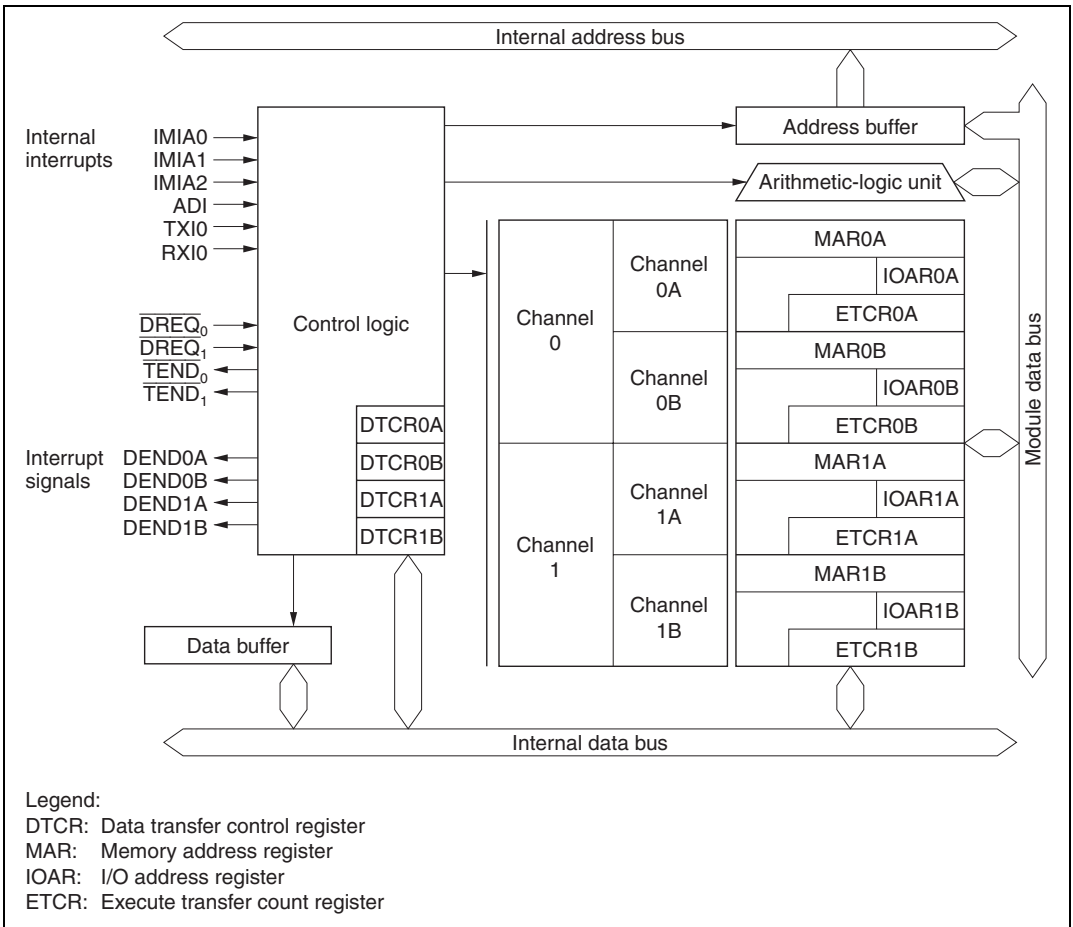 Internal address bus
Internal
interrupts
IMIA0
IMIA1
IMIA2
ADI
TXI0
RXI0
DREQ0
DREQ1
TEND0
TEND1
Interrupt
signals
DEND0A
DEND0B
DEND1A
DEND1B
Control logic
DTCR0A
DTCR0B
DTCR1A
DTCR1B
Data buffer
Address buffer
Arithmetic-logic unit
Channel
0
Channel
0A
Channel
0B
Channel
1
Channel
1A
Channel
1B
MAR0A
IOAR0A
ETCR0A
MAR0B
IOAR0B
ETCR0B
MAR1A
IOAR1A
ETCR1A
MAR1B
IOAR1B
ETCR1B
Module data bus
Internal data bus
Legend:
DTCR: Data transfer control register
MAR: Memory address register
IOAR: I/O address register
ETCR: Execute transfer count register